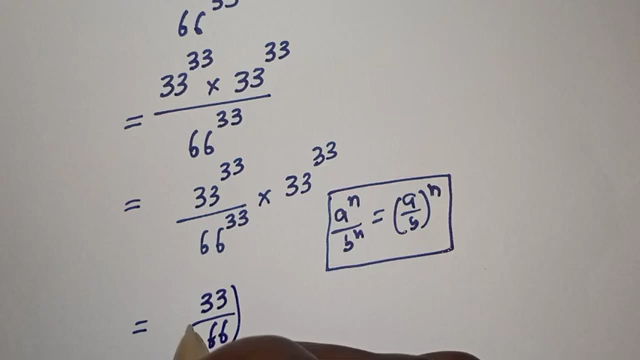 66^33
= 33^33 × 33^33 / 66^33
= 33^33 / 66^33 × 33^33
a^n / b^n = (a/b)^n
= 33/66)